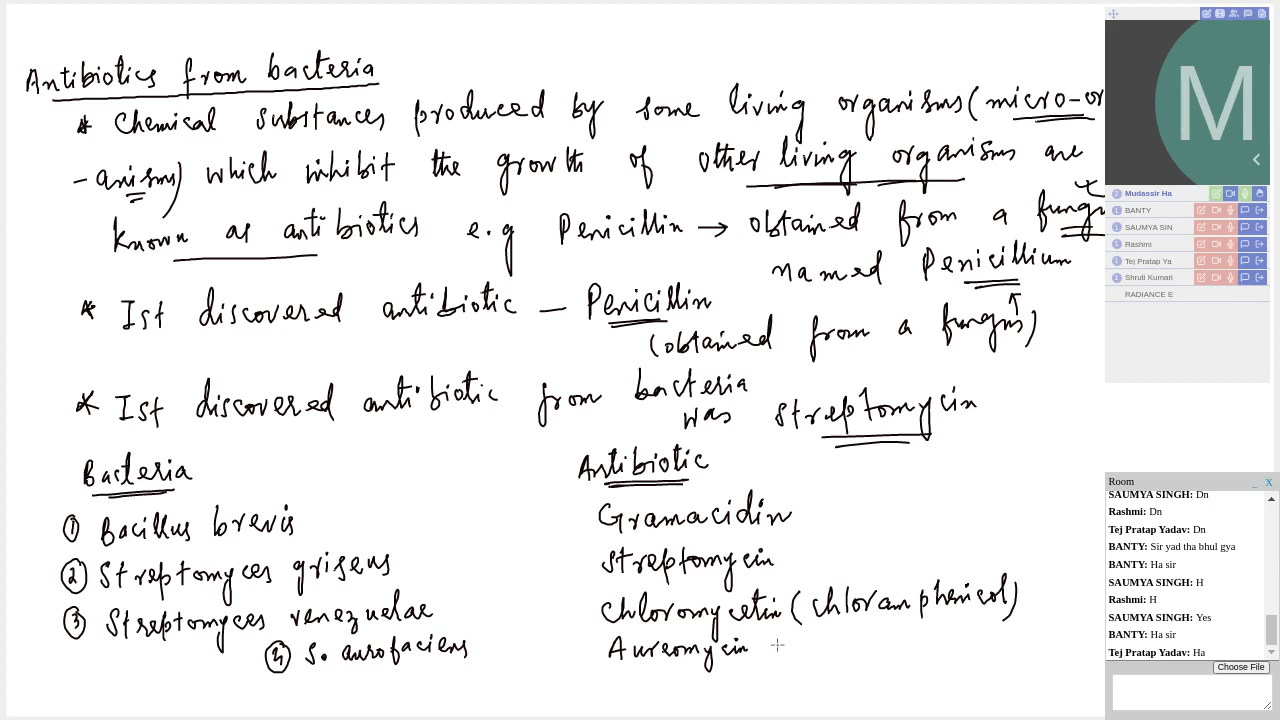 Antibiotics from bacteria
* Chemical substances produced by some living organisms (micro-or
-anisms) which inhibit the growth of other living organisms are
known as antibiotics e.g Penicillin → obtained from a fungu
named Penicillium
* Ist discovered antibiotic — Penicillin
(obtained from a fungus)
* Ist discovered antibiotic from bacteria
was streptomycin
Bacteria Antibiotic
① Bacillus brevis Gramacidin
② Streptomyces griseus Streptomycin
③ Streptomyces venezuelae Chloromycetin (chloramphenicol)
④ S. aurofaciens Aureomycin
M
Mudassir Ha
BANTY
SAUMYA SIN
Rashmi
Tej Pratap Ya
Shruti Kumari
RADIANCE E
Room _ X
SAUMYA SINGH: Dn
Rashmi: Dn
Tej Pratap Yadav: Dn
BANTY: Sir yad tha bhul gya
BANTY: Ha sir
SAUMYA SINGH: H
Rashmi: H
SAUMYA SINGH: Yes
BANTY: Ha sir
Tej Pratap Yadav: Ha
Choose File